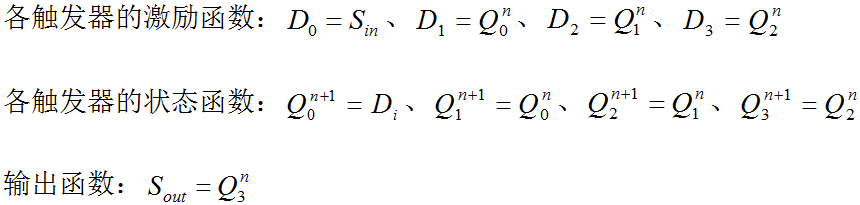 各触发器的激励函数：D₀ = Sᵢₙ、D₁ = Q₀ⁿ、D₂ = Q₁ⁿ、D₃ = Q₂ⁿ
各触发器的状态函数：Q₀ⁿ⁺¹ = Dᵢ、Q₁ⁿ⁺¹ = Q₀ⁿ、Q₂ⁿ⁺¹ = Q₁ⁿ、Q₃ⁿ⁺¹ = Q₂ⁿ
输出函数：S_out = Q₃ⁿ